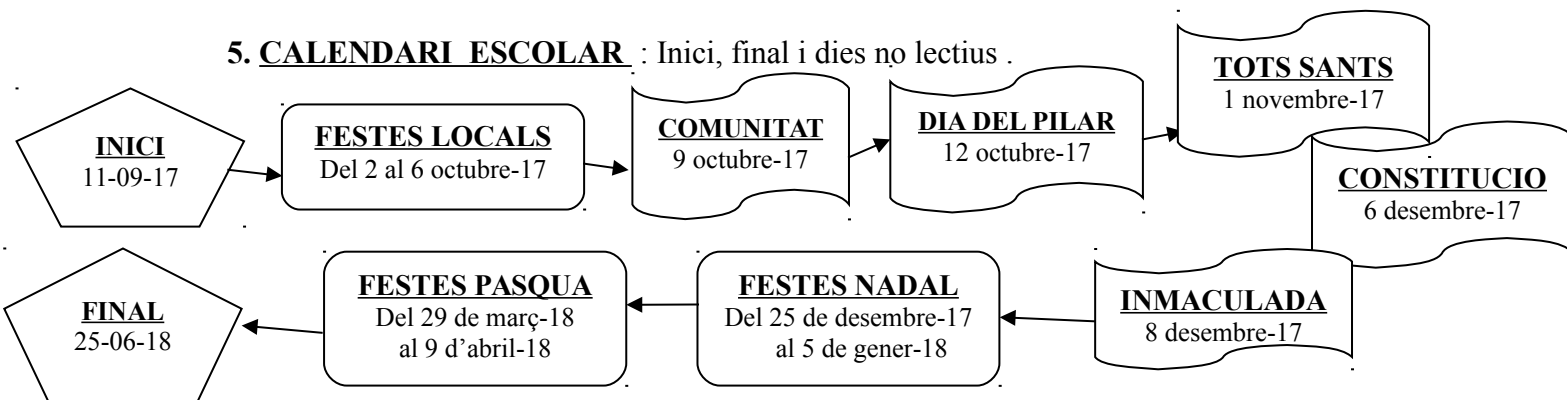 5. CALENDARI ESCOLAR : Inici, final i dies no lectius .
INICI
11-09-17
FESTES LOCALS
Del 2 al 6 octubre-17
COMUNITAT
9 octubre-17
DIA DEL PILAR
12 octubre-17
TOTS SANTS
1 novembre-17
CONSTITUCIO
6 desembre-17
INMACULADA
8 desembre-17
FESTES NADAL
Del 25 de desembre-17
al 5 de gener-18
FESTES PASQUA
Del 29 de març-18
al 9 d’abril-18
FINAL
25-06-18